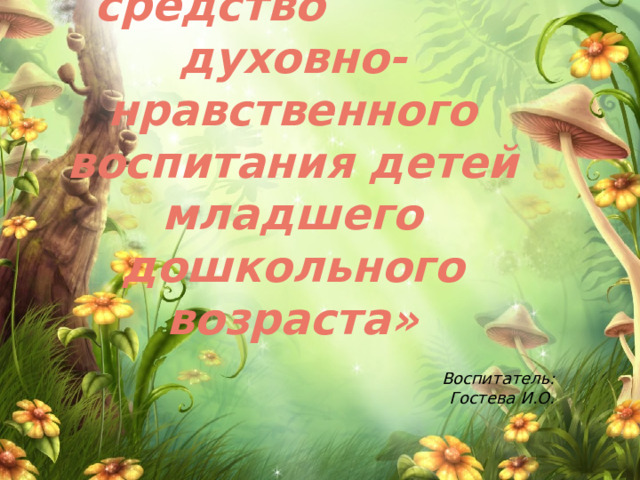 средство
духовно-
нравственного
воспитания детей
младшего
дошкольного
возраста»
Воспитатель:
Гостева И.О.